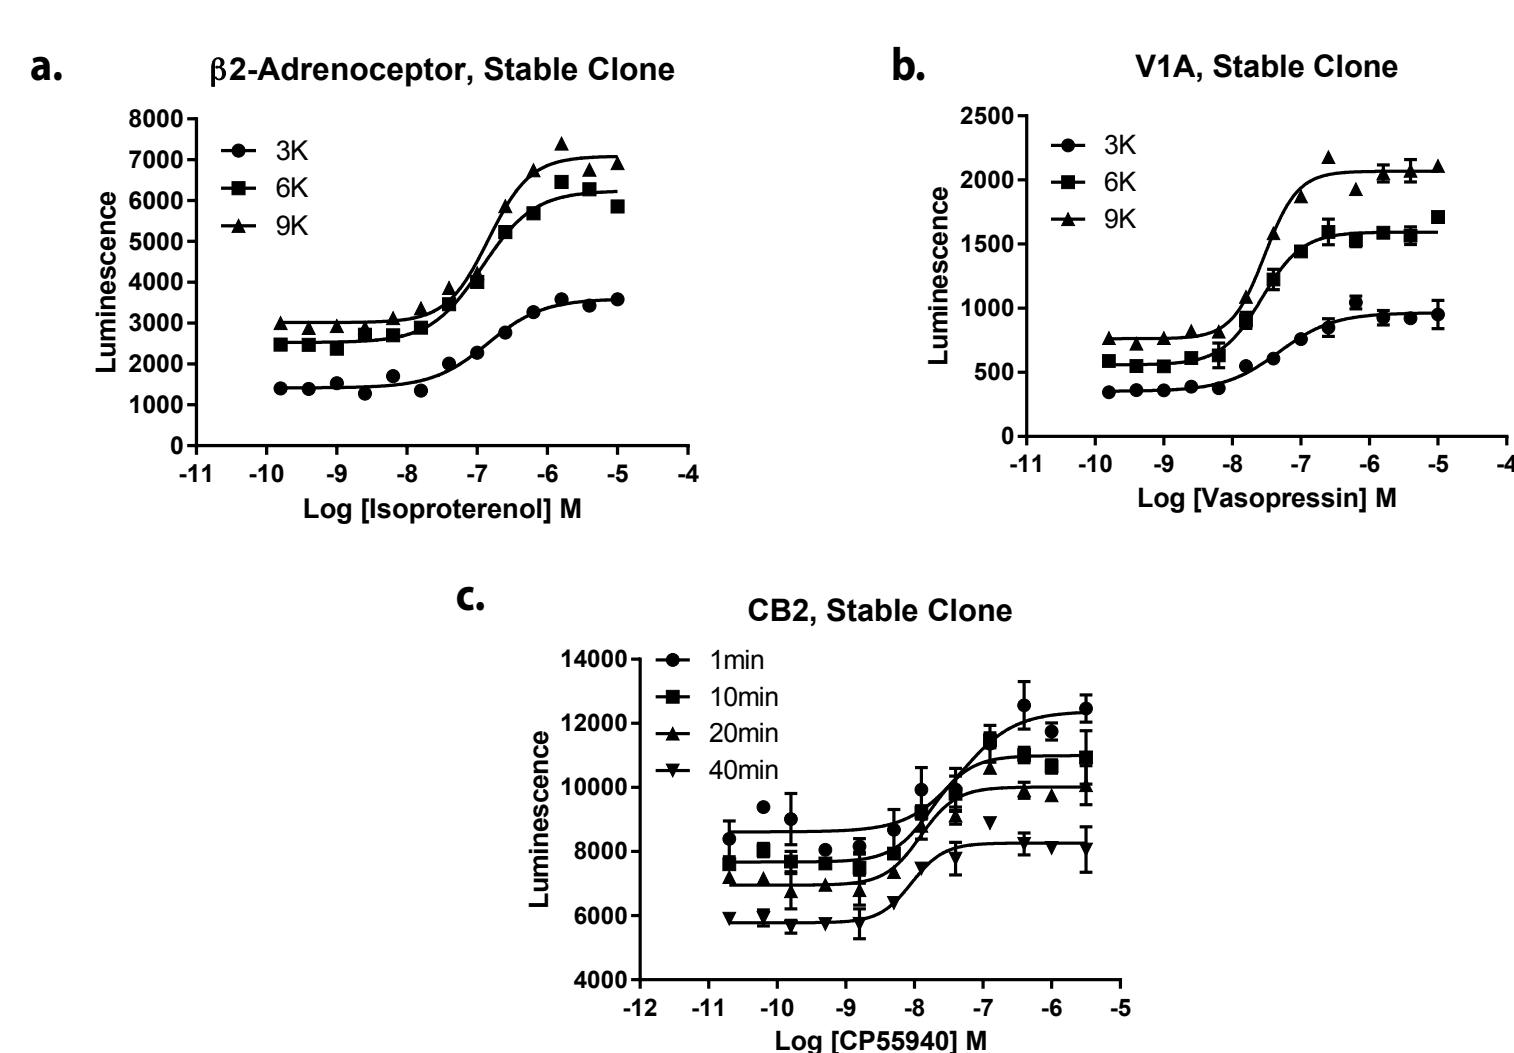 a.
β2-Adrenoceptor, Stable Clone
8000
7000
6000
5000
4000
3000
2000
1000
0
Luminescence
3K
6K
9K
-11 -10 -9 -8 -7 -6 -5 -4
Log [Isoproterenol] M
b.
V1A, Stable Clone
2500
2000
1500
1000
500
0
Luminescence
3K
6K
9K
-11 -10 -9 -8 -7 -6 -5 -4
Log [Vasopressin] M
c.
CB2, Stable Clone
14000
12000
10000
8000
6000
4000
Luminescence
1min
10min
20min
40min
-12 -11 -10 -9 -8 -7 -6 -5
Log [CP55940] M